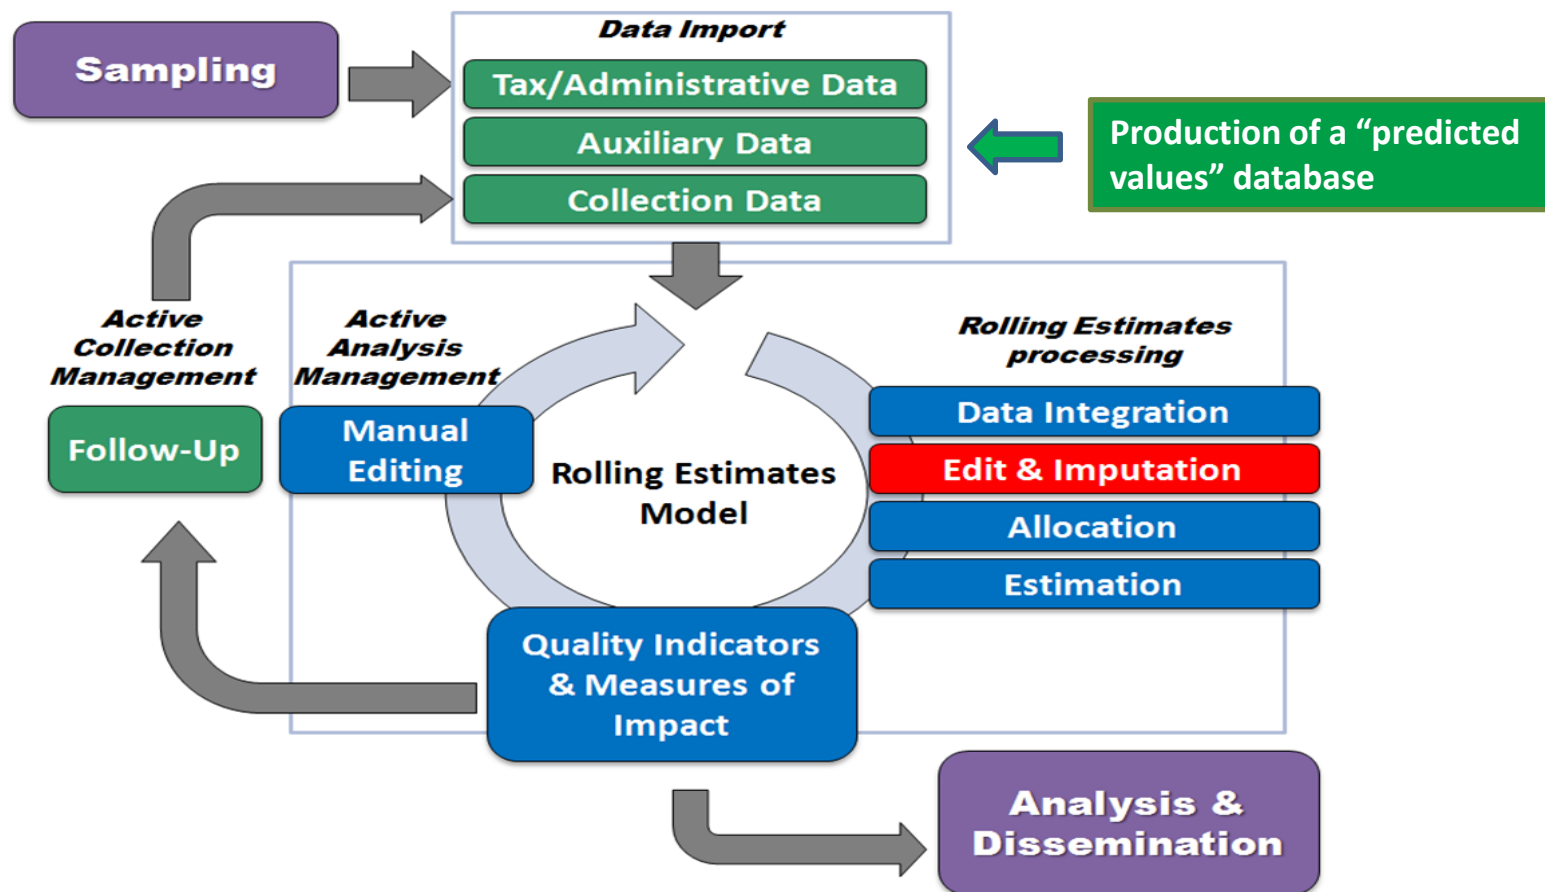 Sampling
Data Import
Tax/Administrative Data
Auxiliary Data
Collection Data
Production of a “predicted
values” database
Active
Collection
Management
Follow-Up
Active
Analysis
Management
Manual
Editing
Rolling Estimates
Model
Rolling Estimates
processing
Data Integration
Edit & Imputation
Allocation
Estimation
Quality Indicators
& Measures of
Impact
Analysis &
Dissemination